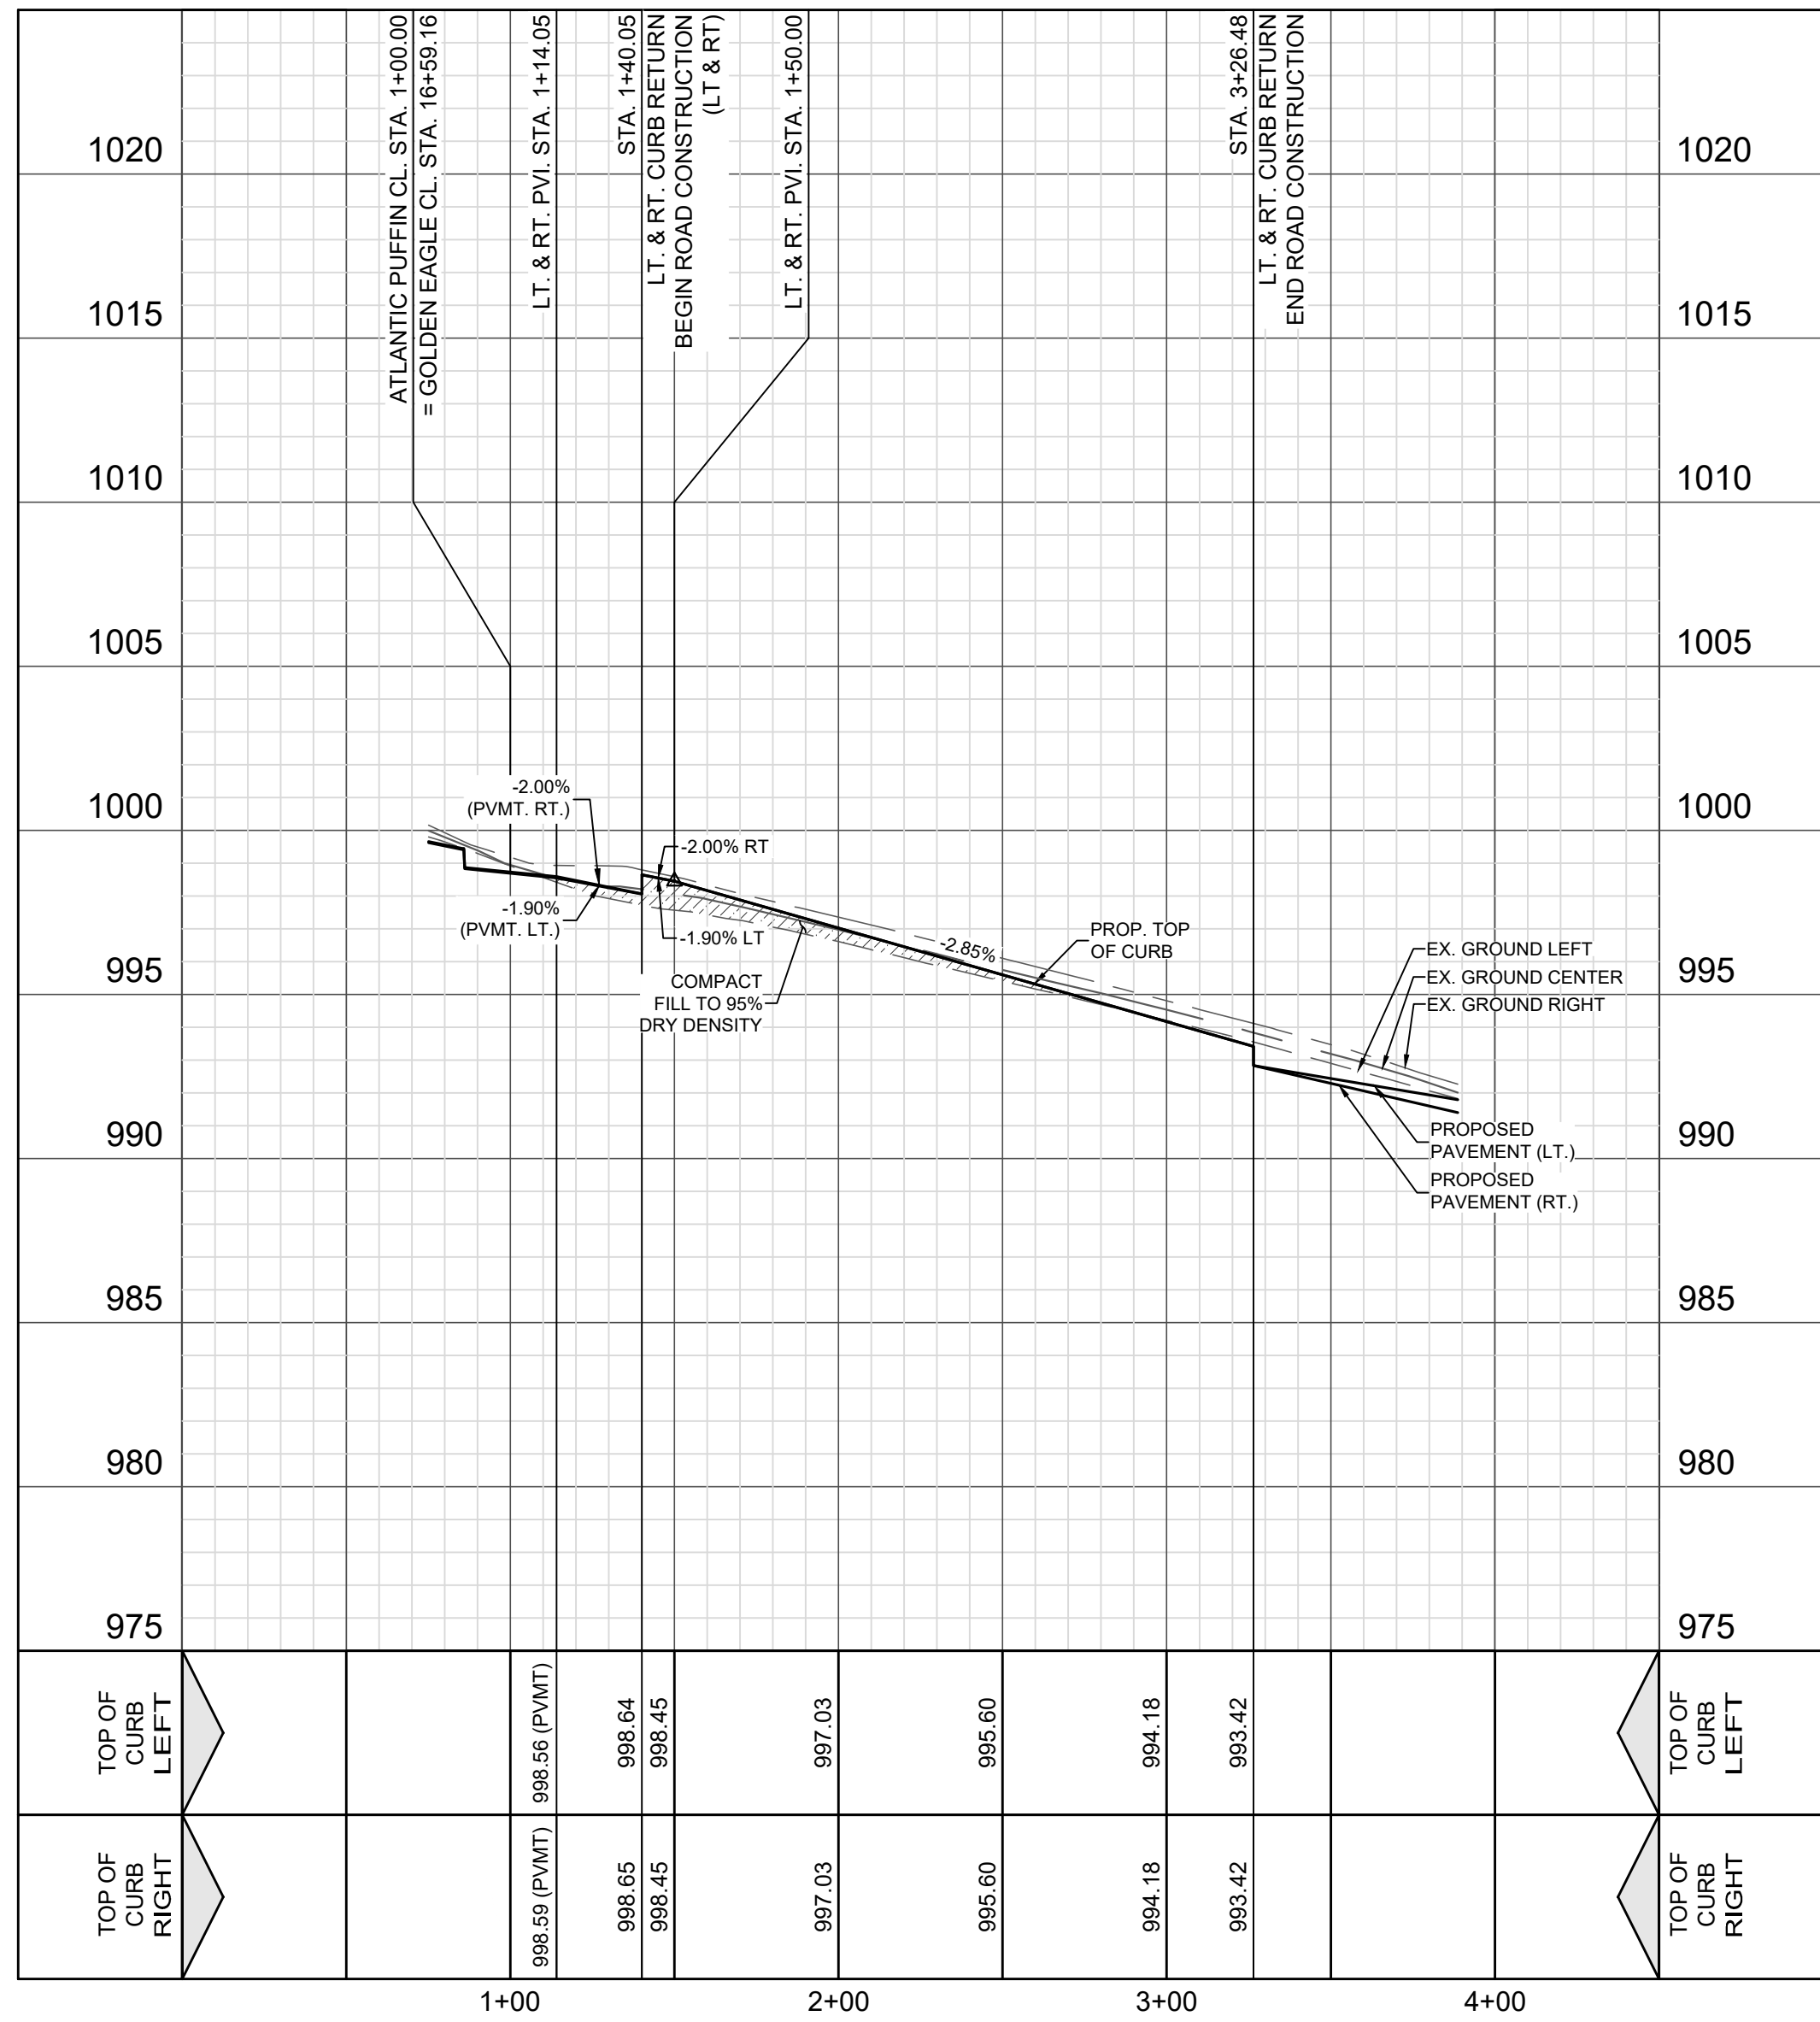 ATLANTIC PUFFIN CL. STA. 1+00.00
= GOLDEN EAGLE CL. STA. 16+59.16
LT. & RT. PVI. STA. 1+14.05
STA. 1+40.05
LT. & RT. CURB RETURN
BEGIN ROAD CONSTRUCTION
(LT & RT)
LT. & RT. PVI. STA. 1+50.00
STA. 3+26.48
LT. & RT. CURB RETURN
END ROAD CONSTRUCTION
1020 1020
1015 1015
1010 1010
1005 1005
1000 1000
995 995
990 990
985 985
980 980
975 975
-2.00%
(PVMT. RT.)
-2.00% RT
-1.90%
(PVMT. LT.)
-1.90% LT
COMPACT
FILL TO 95%
DRY DENSITY
-2.85%
PROP. TOP
OF CURB
EX. GROUND LEFT
EX. GROUND CENTER
EX. GROUND RIGHT
PROPOSED
PAVEMENT (LT.)
PROPOSED
PAVEMENT (RT.)
TOP OF
CURB
LEFT
998.56 (PVMT)
998.64
998.45
997.03
995.60
994.18
993.42
TOP OF
CURB
LEFT
TOP OF
CURB
RIGHT
998.59 (PVMT)
998.65
998.45
997.03
995.60
994.18
993.42
TOP OF
CURB
RIGHT
1+00 2+00 3+00 4+00